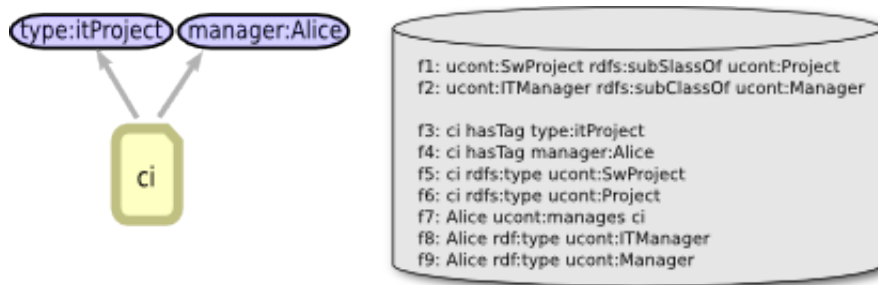 type:itProject manager:Alice
ci
f1: ucont:SwProject rdfs:subSlassOf ucont:Project
f2: ucont:ITManager rdfs:subClassOf ucont:Manager
f3: ci hasTag type:itProject
f4: ci hasTag manager:Alice
f5: ci rdfs:type ucont:SwProject
f6: ci rdfs:type ucont:Project
f7: Alice ucont:manages ci
f8: Alice rdf:type ucont:ITManager
f9: Alice rdf:type ucont:Manager